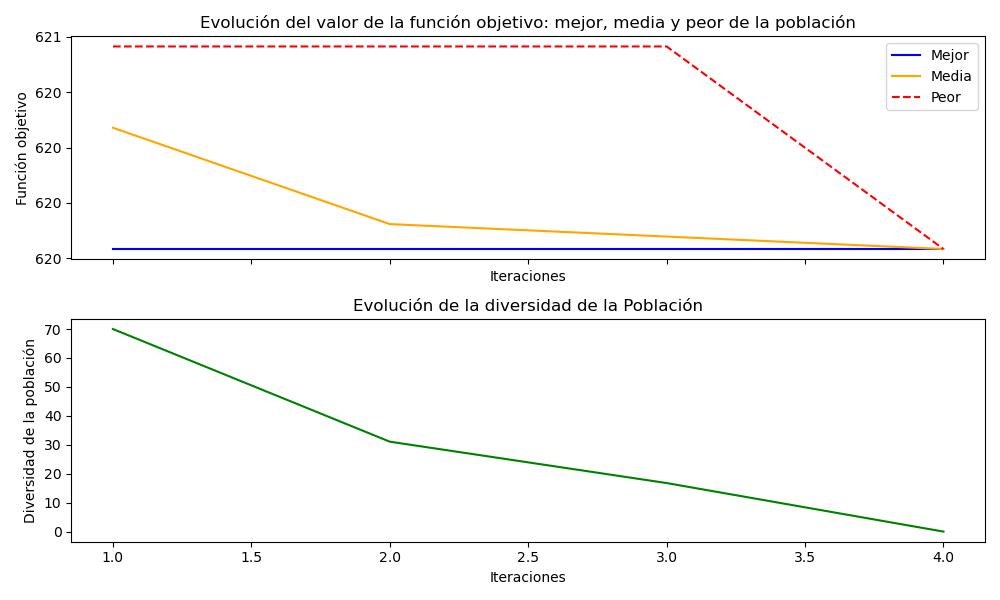 Evolución del valor de la función objetivo: mejor, media y peor de la población
621
620
620
620
620
Función objetivo
Mejor
Media
Peor
Iteraciones
Evolución de la diversidad de la Población
70
60
50
40
30
20
10
0
Diversidad de la población
1.0 1.5 2.0 2.5 3.0 3.5 4.0
Iteraciones